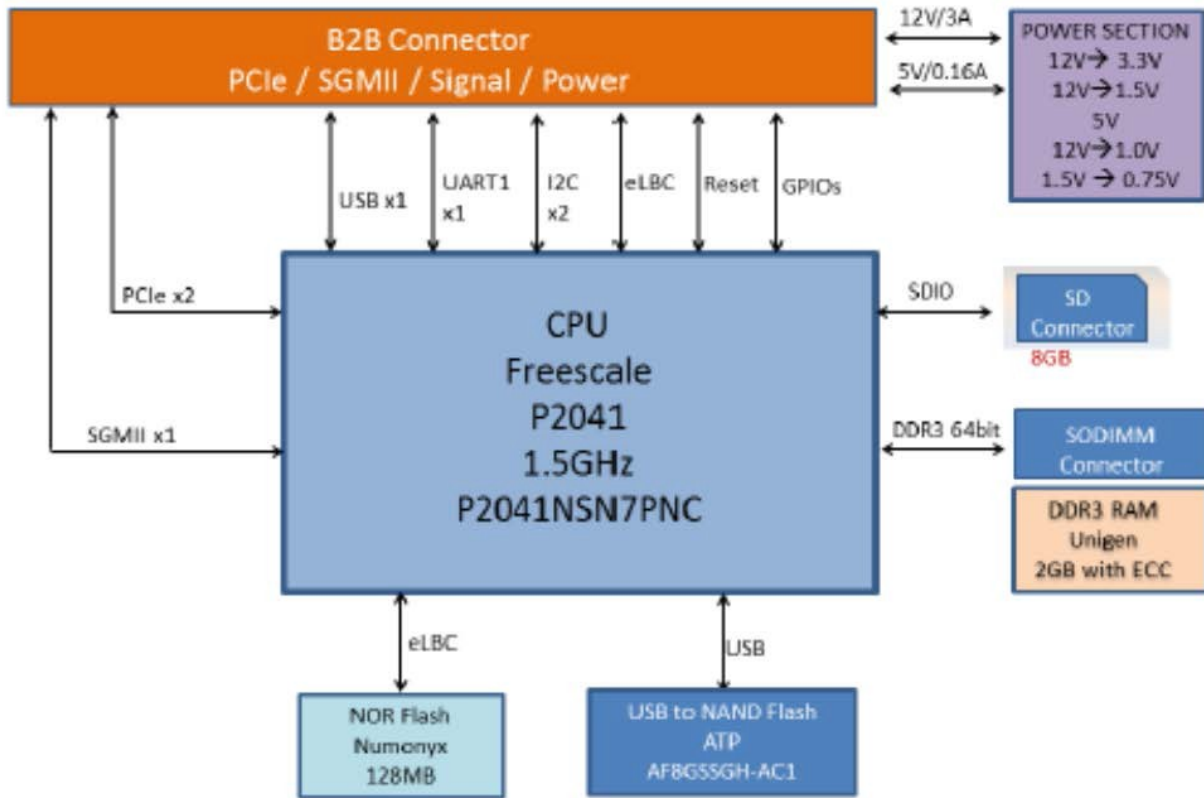 B2B Connector
PCIe / SGMII / Signal / Power
12V/3A
5V/0.16A
POWER SECTION
12V→ 3.3V
12V→1.5V
5V
12V→1.0V
1.5V → 0.75V
USB x1
UART1
x1
I2C
x2
eLBC
Reset
GPIOs
PCIe x2
SGMII x1
CPU
Freescale
P2041
1.5GHz
P2041NSN7PNC
SDIO
SD
Connector
8GB
DDR3 64bit
SODIMM
Connector
DDR3 RAM
Unigen
2GB with ECC
eLBC
USB
NOR Flash
Numonyx
128MB
USB to NAND Flash
ATP
AF8GSSGH-AC1